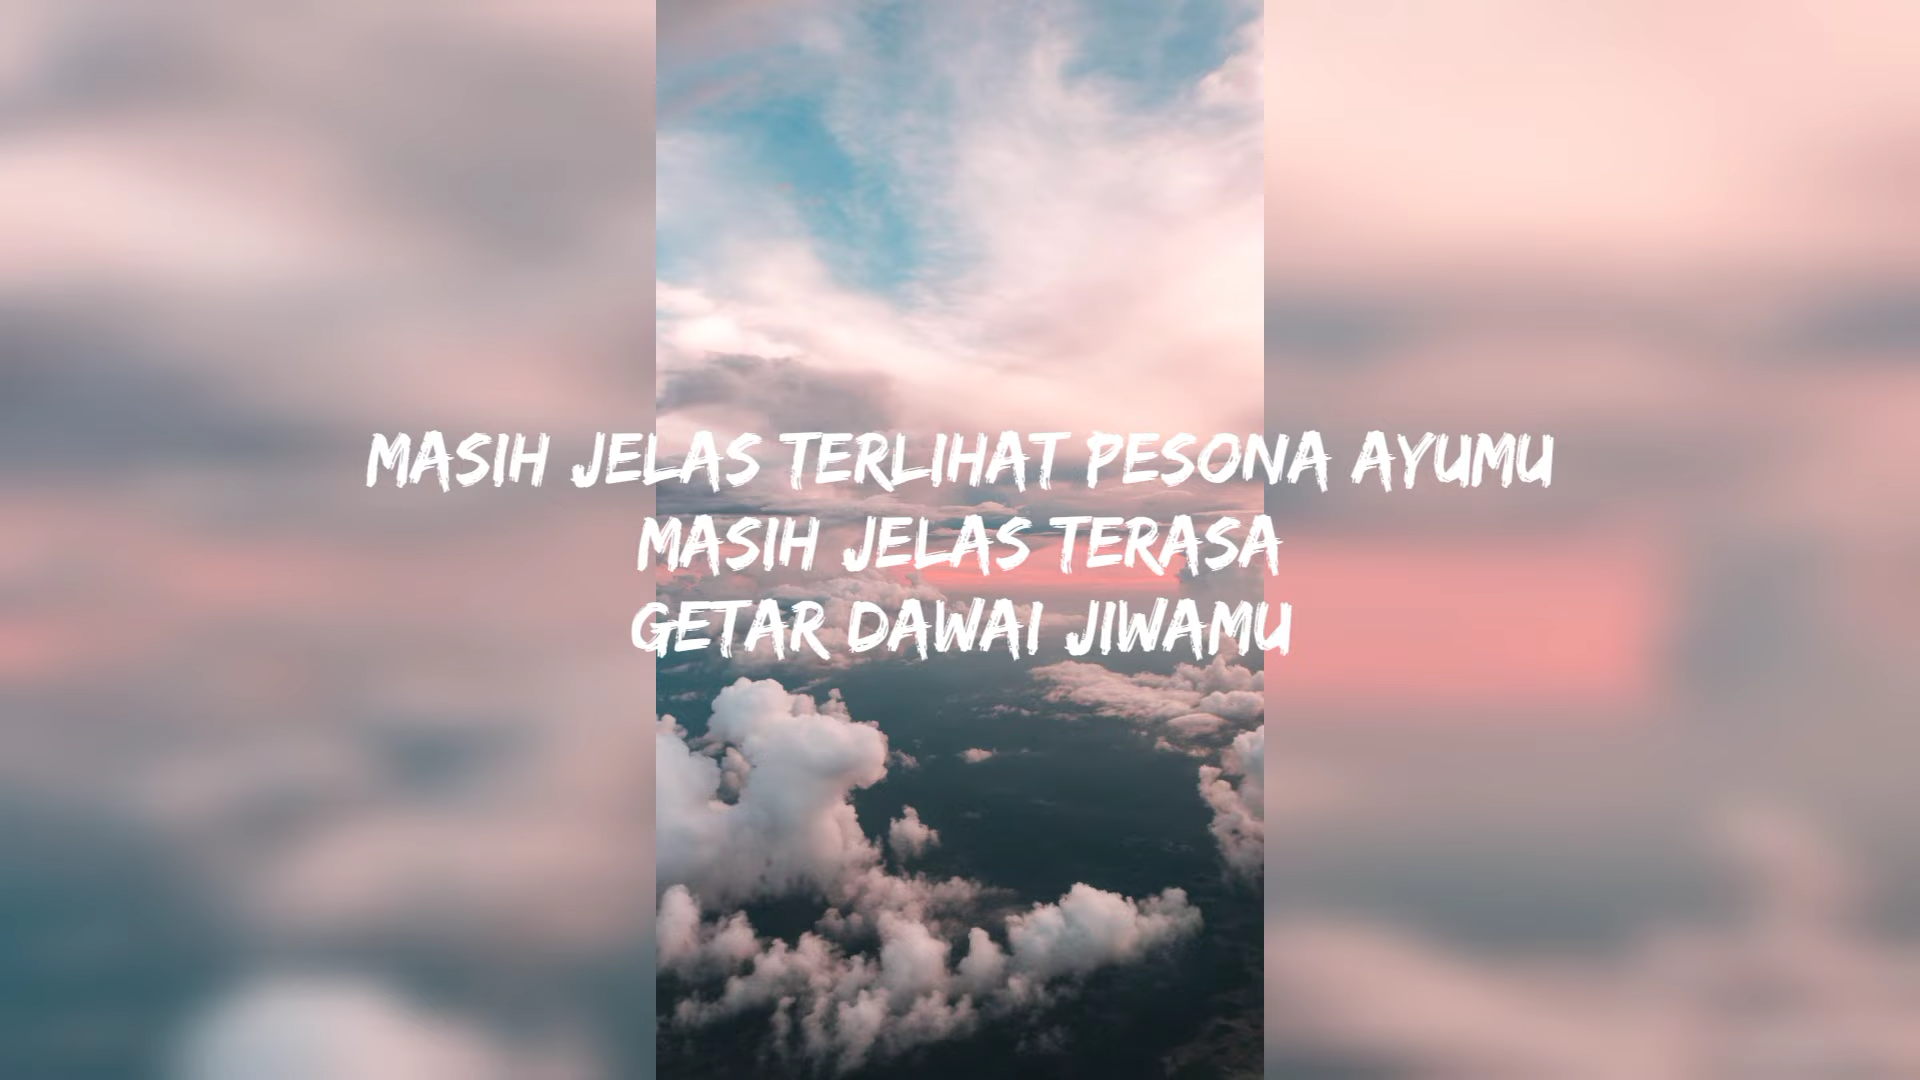 MASIH JELAS TERLIHAT PESONA AYUMU
MASIH JELAS TERASA
GETAR DAWAI JIWAMU